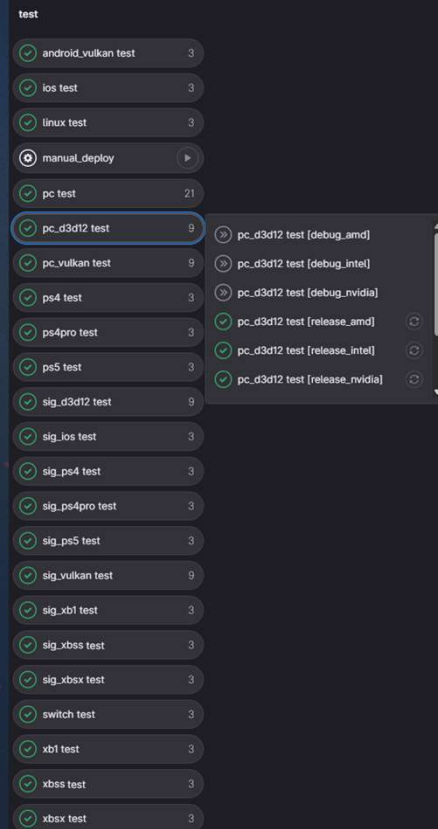 test
android_vulkan test 3
ios test 3
linux test 3
manual_deploy
pc test 21
pc_d3d12 test 9
pc_vulkan test 9
ps4 test 3
ps4pro test 3
ps5 test 3
sig_d3d12 test 9
sig_ios test 3
sig_ps4 test 3
sig_ps4pro test 3
sig_ps5 test 3
sig_vulkan test 9
sig_xb1 test 3
sig_xbss test 3
sig_xbsx test 3
switch test 3
xb1 test 3
xbss test 3
xbsx test 3
pc_d3d12 test [debug_amd]
pc_d3d12 test [debug_intel]
pc_d3d12 test [debug_nvidia]
pc_d3d12 test [release_amd]
pc_d3d12 test [release_intel]
pc_d3d12 test [release_nvidia]